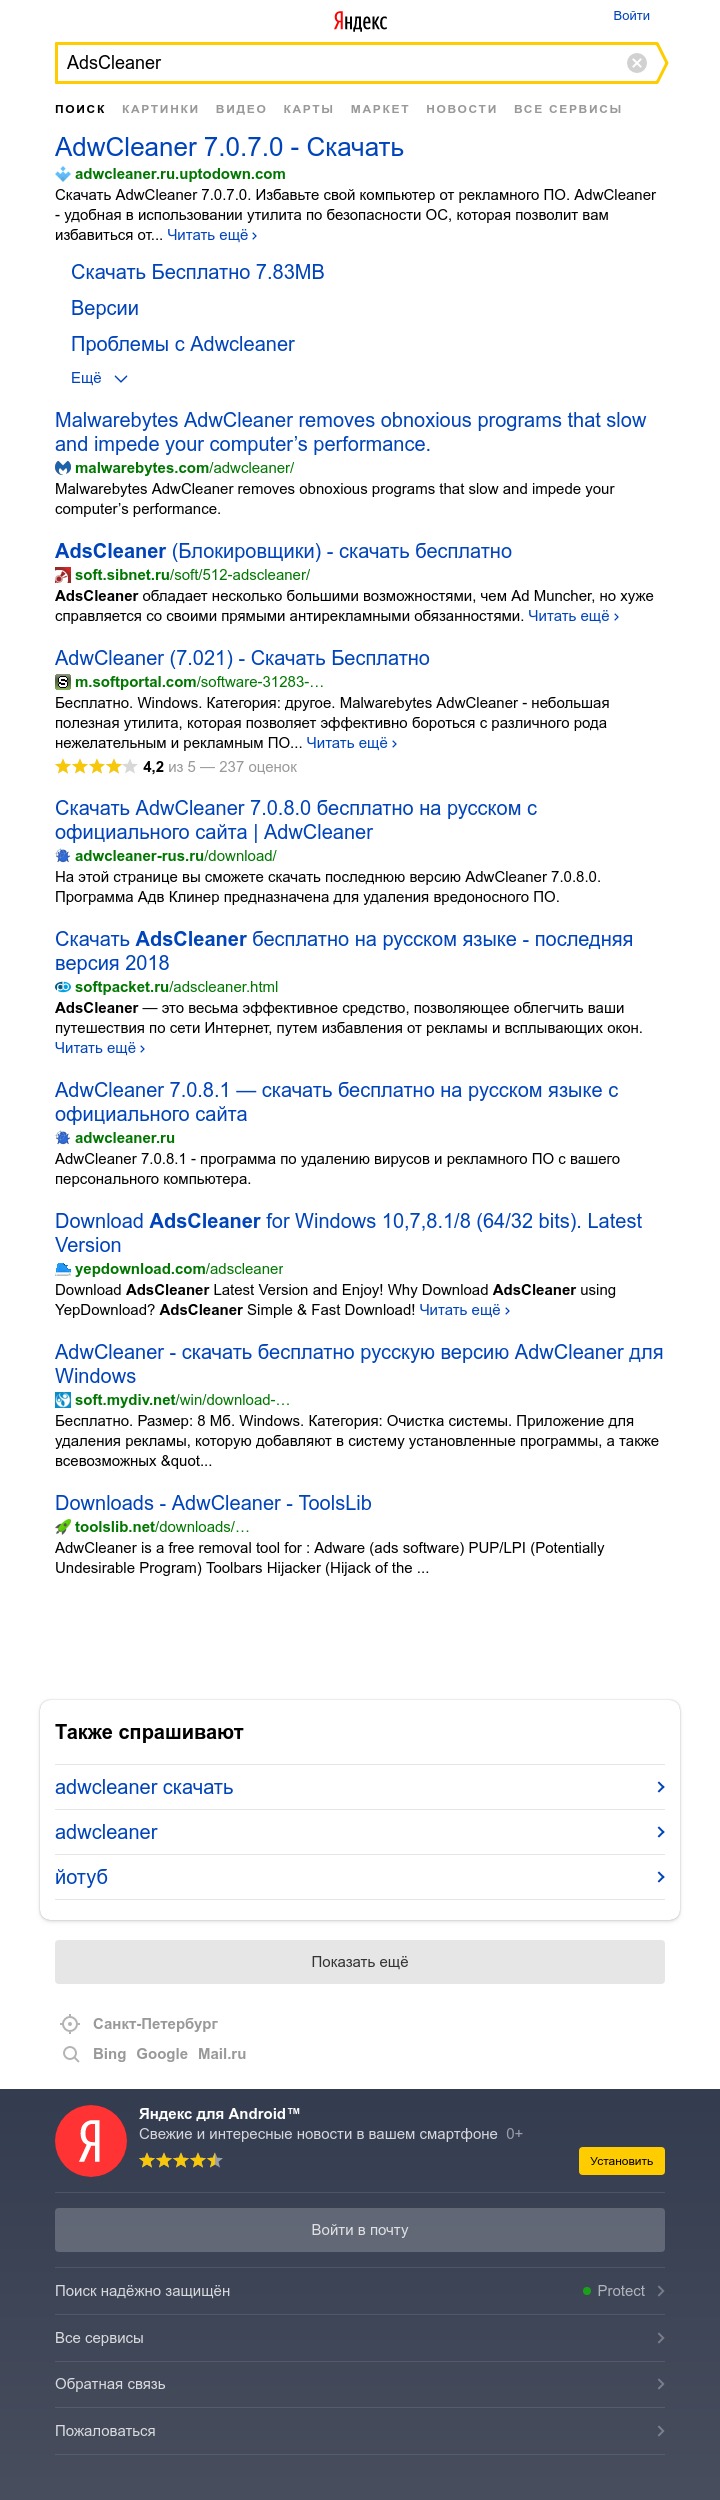 Яндекс
Войти
AdsCleaner
ПОИСК КАРТИНКИ ВИДЕО КАРТЫ МАРКЕТ НОВОСТИ ВСЕ СЕРВИСЫ
AdwCleaner 7.0.7.0 - Скачать
adwcleaner.ru.uptodown.com
Скачать AdwCleaner 7.0.7.0. Избавьте свой компьютер от рекламного ПО. AdwCleaner
- удобная в использовании утилита по безопасности ОС, которая позволит вам
избавиться от... Читать ещё ›
Скачать Бесплатно 7.83MB
Версии
Проблемы с Adwcleaner
Ещё
Malwarebytes AdwCleaner removes obnoxious programs that slow
and impede your computer’s performance.
malwarebytes.com/adwcleaner/
Malwarebytes AdwCleaner removes obnoxious programs that slow and impede your
computer’s performance.
AdsCleaner (Блокировщики) - скачать бесплатно
soft.sibnet.ru/soft/512-adscleaner/
AdsCleaner обладает несколько большими возможностями, чем Ad Muncher, но хуже
справляется со своими прямыми антирекламными обязанностями. Читать ещё ›
AdwCleaner (7.021) - Скачать Бесплатно
m.softportal.com/software-31283-…
Бесплатно. Windows. Категория: другое. Malwarebytes AdwCleaner - небольшая
полезная утилита, которая позволяет эффективно бороться с различного рода
нежелательным и рекламным ПО... Читать ещё ›
4,2 из 5 — 237 оценок
Скачать AdwCleaner 7.0.8.0 бесплатно на русском с
официального сайта | AdwCleaner
adwcleaner-rus.ru/download/
На этой странице вы сможете скачать последнюю версию AdwCleaner 7.0.8.0.
Программа Адв Клинер предназначена для удаления вредоносного ПО.
Скачать AdsCleaner бесплатно на русском языке - последняя
версия 2018
softpacket.ru/adscleaner.html
AdsCleaner — это весьма эффективное средство, позволяющее облегчить ваши
путешествия по сети Интернет, путем избавления от рекламы и всплывающих окон.
Читать ещё ›
AdwCleaner 7.0.8.1 — скачать бесплатно на русском языке с
официального сайта
adwcleaner.ru
AdwCleaner 7.0.8.1 - программа по удалению вирусов и рекламного ПО с вашего
персонального компьютера.
Download AdsCleaner for Windows 10,7,8.1/8 (64/32 bits). Latest
Version
yepdownload.com/adscleaner
Download AdsCleaner Latest Version and Enjoy! Why Download AdsCleaner using
YepDownload? AdsCleaner Simple & Fast Download! Читать ещё ›
AdwCleaner - скачать бесплатно русскую версию AdwCleaner для
Windows
soft.mydiv.net/win/download-…
Бесплатно. Размер: 8 Мб. Windows. Категория: Очистка системы. Приложение для
удаления рекламы, которую добавляют в систему установленные программы, а также
всевозможных &quot...
Downloads - AdwCleaner - ToolsLib
toolslib.net/downloads/…
AdwCleaner is a free removal tool for : Adware (ads software) PUP/LPI (Potentially
Undesirable Program) Toolbars Hijacker (Hijack of the ...
Также спрашивают
adwcleaner скачать
adwcleaner
йотуб
Показать ещё
Санкт-Петербург
Bing Google Mail.ru
Я
Яндекс для Android™
Свежие и интересные новости в вашем смартфоне 0+
Установить
Войти в почту
Поиск надёжно защищён Protect
Все сервисы
Обратная связь
Пожаловаться